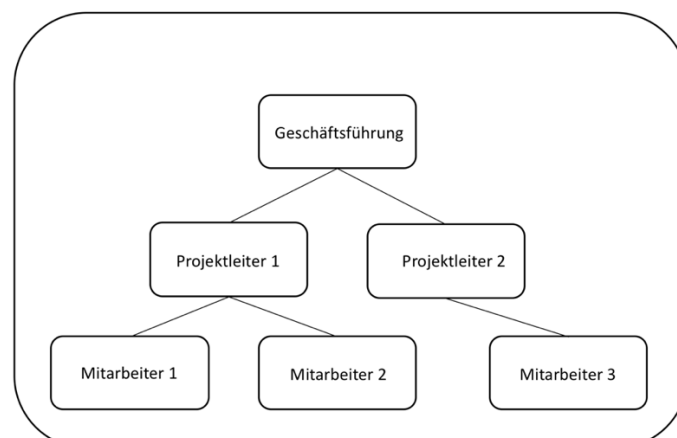 Geschäftsführung
Projektleiter 1
Projektleiter 2
Mitarbeiter 1
Mitarbeiter 2
Mitarbeiter 3